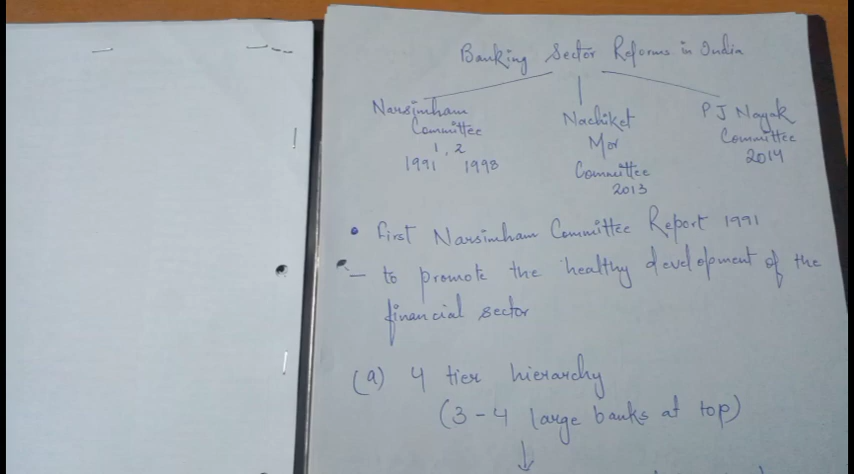 Banking Sector Reforms in India
Narsimham
Committee
1, 2
1991 1998
Nachiket
Mor
Committee
2013
P J Nayak
Committee
2014
• First Narsimham Committee Report 1991
- to promote the healthy development of the
financial sector
(a) 4 tier hierarchy
(3-4 large banks at top)
↓